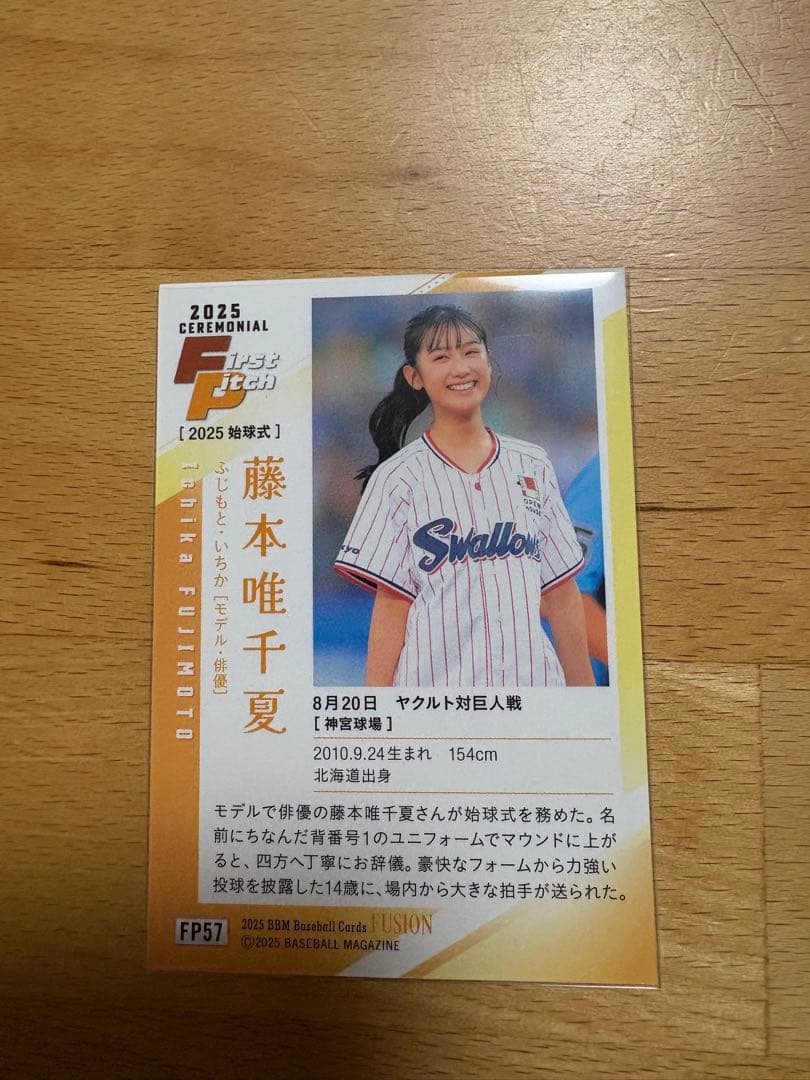 2025
CEREMONIAL
First
Pitch
[ 2025 始球式 ]
藤本唯千夏
ふじもと・いちか [モデル・俳優]
Ichika FUJIMOTO
OPEN
HOUSE
kyo
Swallows
8月20日 ヤクルト対巨人戦
[ 神宮球場 ]
2010.9.24生まれ 154cm
北海道出身
モデルで俳優の藤本唯千夏さんが始球式を務めた。名
前にちなんだ背番号1のユニフォームでマウンドに上が
ると、四方へ丁寧にお辞儀。豪快なフォームから力強い
投球を披露した14歳に、場内から大きな拍手が送られた。
FP57
2025 BBM Baseball Cards FUSION
©2025 BASEBALL MAGAZINE